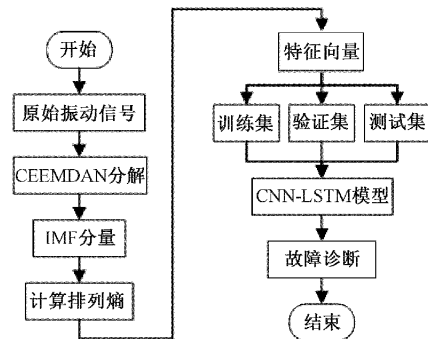 开始
原始振动信号
CEEMDAN分解
IMF分量
计算排列熵
特征向量
训练集
验证集
测试集
CNN-LSTM模型
故障诊断
结束